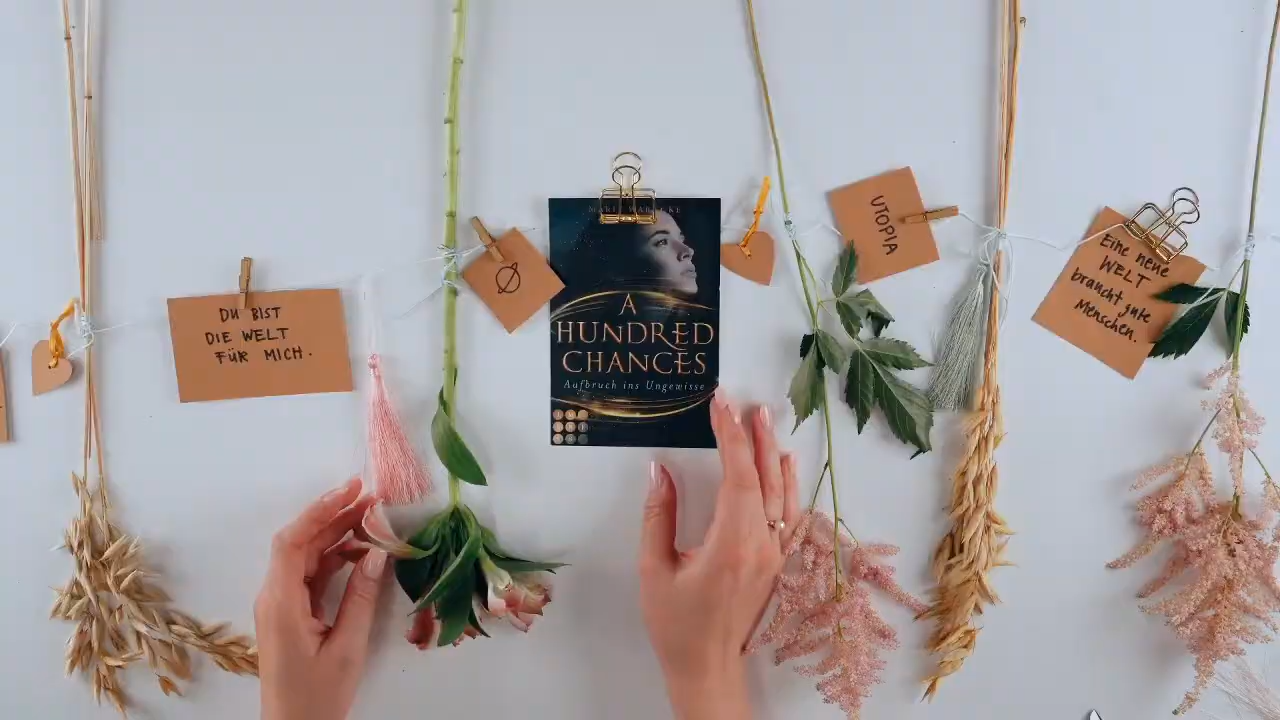 DU BIST
DIE WELT
FÜR MICH.
Ø
A
HUNDRED
CHANCES
Aufbruch ins Ungewisse
UTOPIA
Eine neue
WELT
braucht gute
Menschen.